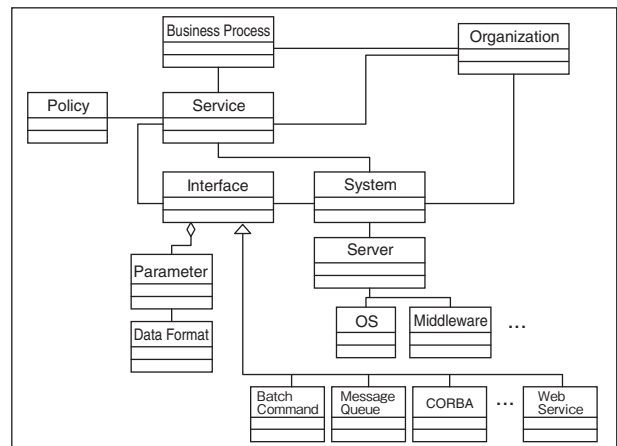 Business Process
Organization
Policy
Service
Interface
System
Server
Parameter
OS
Middleware
...
Data Format
Batch
Command
Message
Queue
CORBA
...
Web
Service